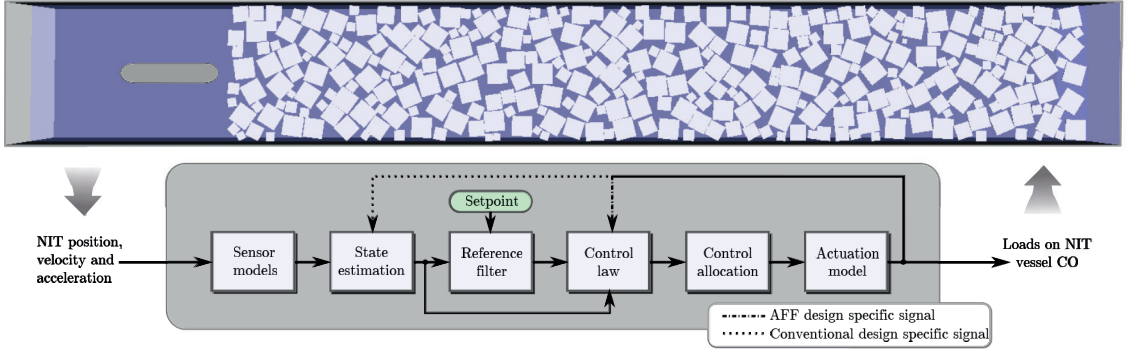 Setpoint
NIT position,
velocity and
acceleration
Sensor
models
State
estimation
Reference
filter
Control
law
Control
allocation
Actuation
model
Loads on NIT
vessel CO
AFF design specific signal
Conventional design specific signal